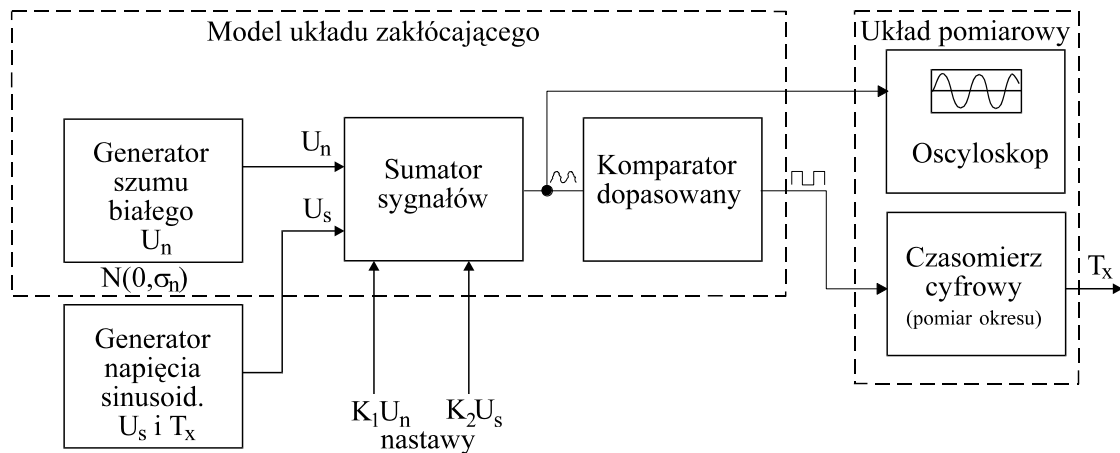 Model układu zakłócającego
Układ pomiarowy
Generator
szumu
białego
Uₙ
N(0,σₙ)
Uₙ
Uₛ
Sumator
sygnałów
Komparator
dopasowany
Oscyloskop
Czasomierz
cyfrowy
(pomiar okresu)
Tₓ
Generator
napięcia
sinusoid.
Uₛ i Tₓ
K₁Uₙ
K₂Uₛ
nastawy